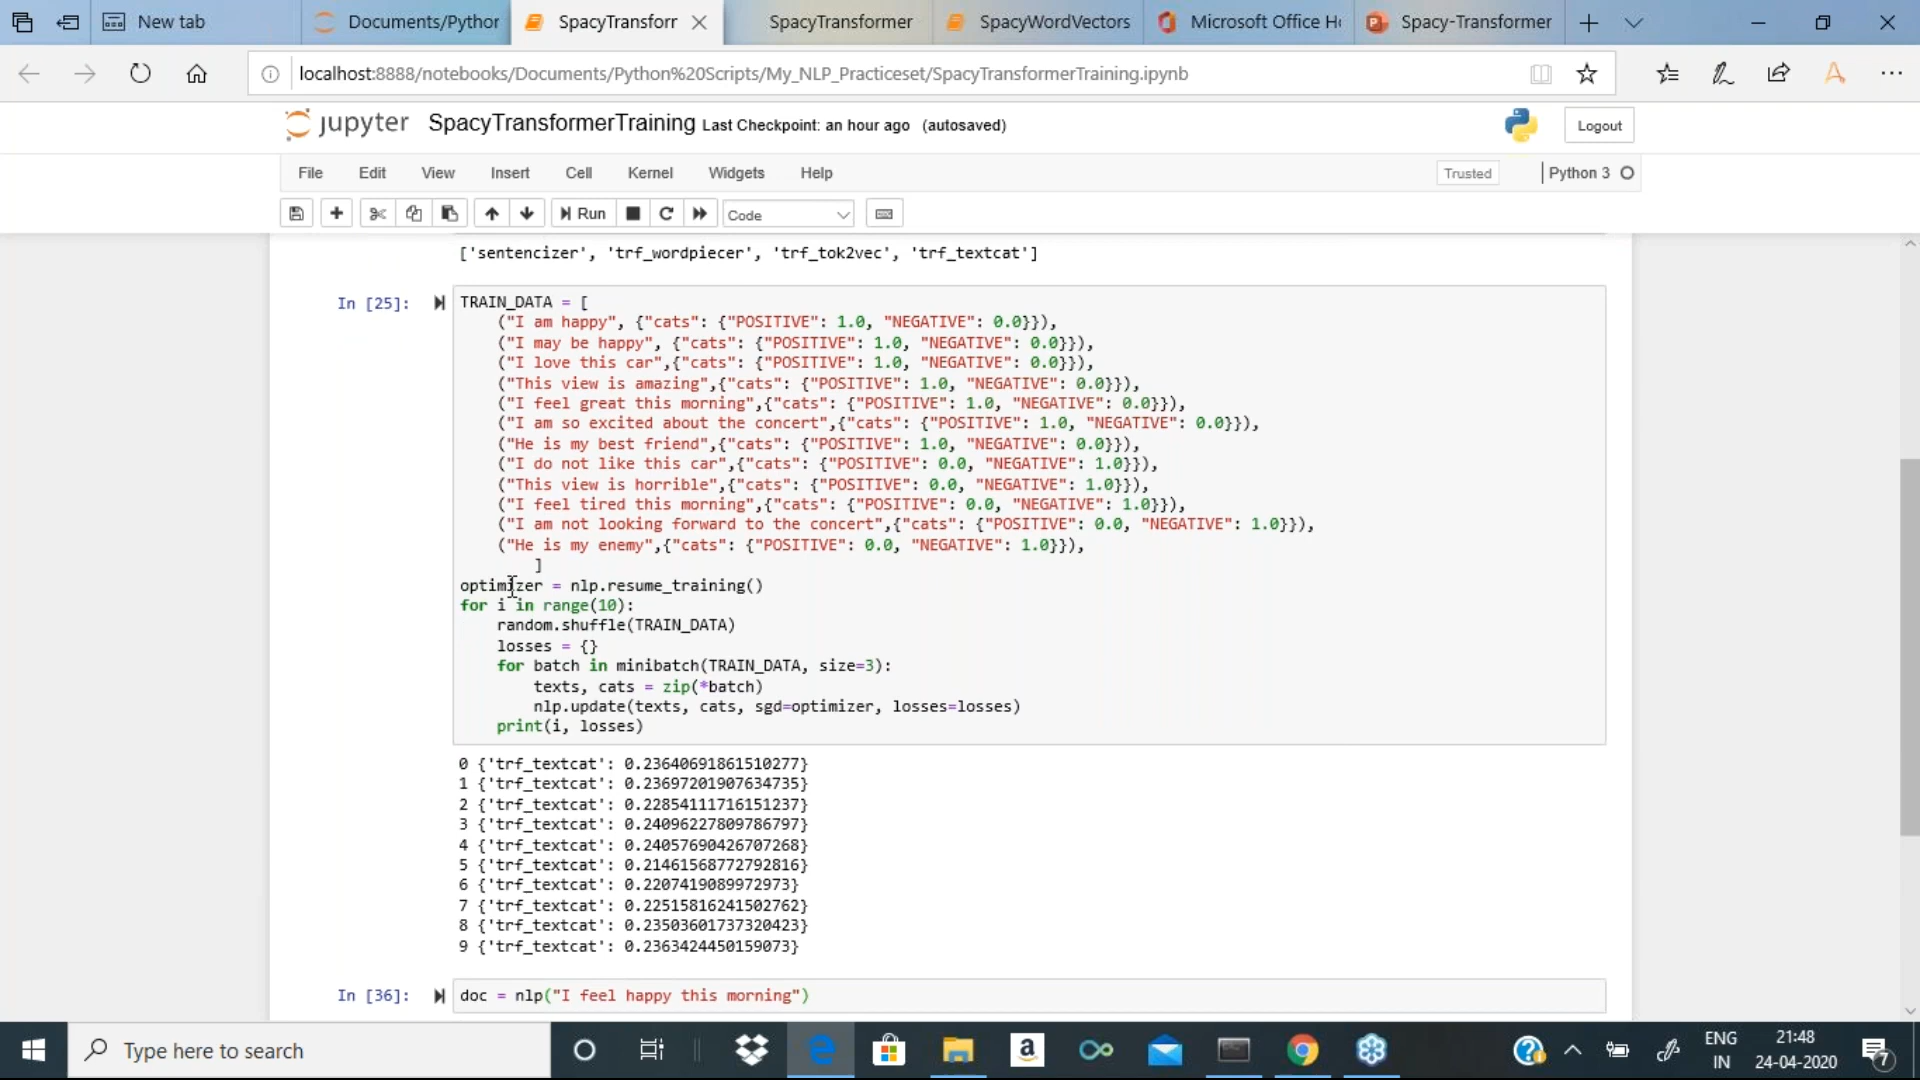 New tab
Documents/Python
SpacyTransforr
SpacyTransformer
SpacyWordVectors
Microsoft Office H
Spacy-Transformer
localhost:8888/notebooks/Documents/Python%20Scripts/My_NLP_Practiceset/SpacyTransformerTraining.ipynb
jupyter SpacyTransformerTraining Last Checkpoint: an hour ago (autosaved)
Logout
File Edit View Insert Cell Kernel Widgets Help
Trusted
Python 3
Run
Code
['sentencizer', 'trf_wordpiecer', 'trf_tok2vec', 'trf_textcat']
In [25]:
TRAIN_DATA = [
("I am happy", {"cats": {"POSITIVE": 1.0, "NEGATIVE": 0.0}}),
("I may be happy", {"cats": {"POSITIVE": 1.0, "NEGATIVE": 0.0}}),
("I love this car",{"cats": {"POSITIVE": 1.0, "NEGATIVE": 0.0}}),
("This view is amazing",{"cats": {"POSITIVE": 1.0, "NEGATIVE": 0.0}}),
("I feel great this morning",{"cats": {"POSITIVE": 1.0, "NEGATIVE": 0.0}}),
("I am so excited about the concert",{"cats": {"POSITIVE": 1.0, "NEGATIVE": 0.0}}),
("He is my best friend",{"cats": {"POSITIVE": 1.0, "NEGATIVE": 0.0}}),
("I do not like this car",{"cats": {"POSITIVE": 0.0, "NEGATIVE": 1.0}}),
("This view is horrible",{"cats": {"POSITIVE": 0.0, "NEGATIVE": 1.0}}),
("I feel tired this morning",{"cats": {"POSITIVE": 0.0, "NEGATIVE": 1.0}}),
("I am not looking forward to the concert",{"cats": {"POSITIVE": 0.0, "NEGATIVE": 1.0}}),
("He is my enemy",{"cats": {"POSITIVE": 0.0, "NEGATIVE": 1.0}}),
]
optimizer = nlp.resume_training()
for i in range(10):
random.shuffle(TRAIN_DATA)
losses = {}
for batch in minibatch(TRAIN_DATA, size=3):
texts, cats = zip(*batch)
nlp.update(texts, cats, sgd=optimizer, losses=losses)
print(i, losses)
0 {'trf_textcat': 0.23640691861510277}
1 {'trf_textcat': 0.23697201907634735}
2 {'trf_textcat': 0.22854111716151237}
3 {'trf_textcat': 0.24096227809786797}
4 {'trf_textcat': 0.24057690426707268}
5 {'trf_textcat': 0.21461568772792816}
6 {'trf_textcat': 0.2207419089972973}
7 {'trf_textcat': 0.22515816241502762}
8 {'trf_textcat': 0.23503601737320423}
9 {'trf_textcat': 0.2363424450159073}
In [36]:
doc = nlp("I feel happy this morning")
Type here to search
ENG
IN
21:48
24-04-2020
7